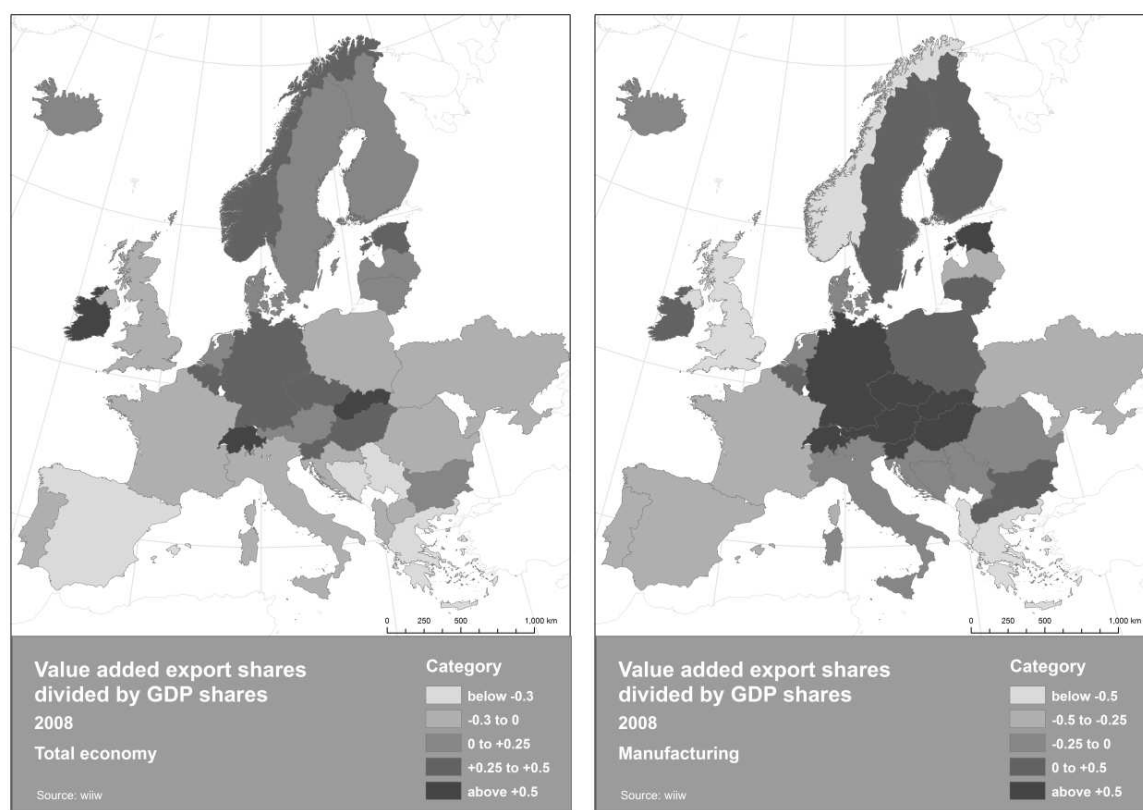 0 250 500 1,000 km
Value added export shares
divided by GDP shares
2008
Total economy
Source: wiiw
Category
below -0.3
-0.3 to 0
0 to +0.25
+0.25 to +0.5
above +0.5
0 250 500 1,000 km
Value added export shares
divided by GDP shares
2008
Manufacturing
Source: wiiw
Category
below -0.5
-0.5 to -0.25
-0.25 to 0
0 to +0.5
above +0.5